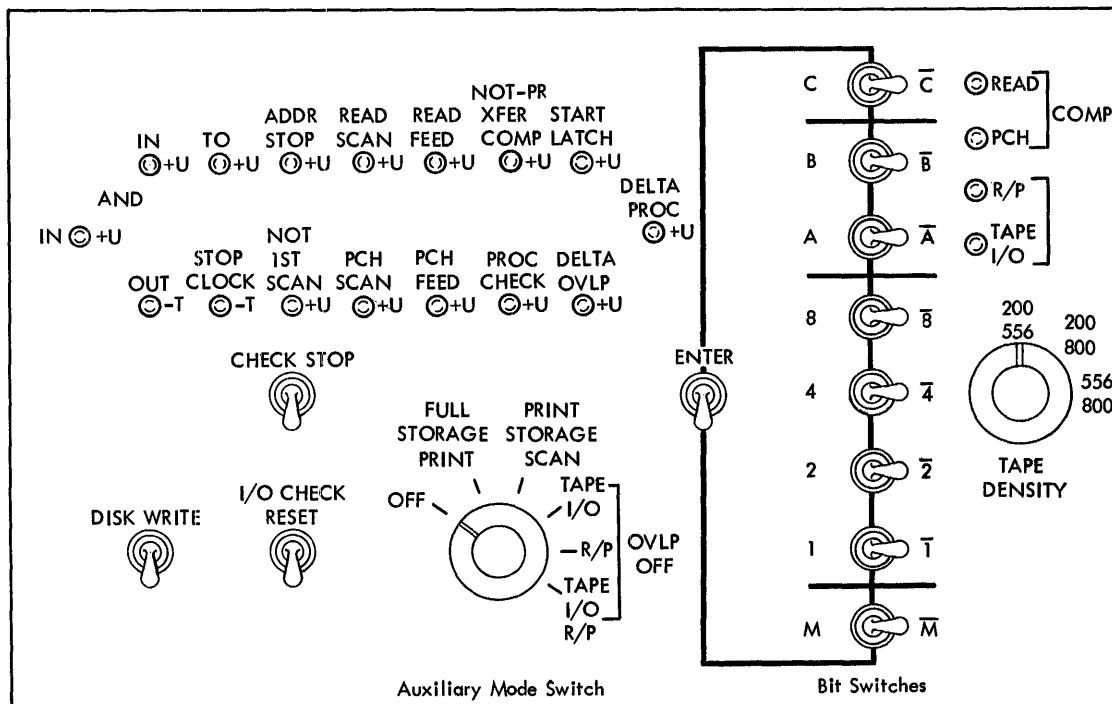 C C̅ READ
PCH COMP
B B̅
A A̅ R/P
TAPE I/O
IN +U
TO +U
ADDR STOP +U
READ SCAN +U
READ FEED +U
NOT-PR XFER COMP +U
START LATCH +U
AND
IN +U
DELTA PROC +U
OUT -T
STOP CLOCK -T
NOT 1ST SCAN +U
PCH SCAN +U
PCH FEED +U
PROC CHECK +U
DELTA OVLP +U
8 8̅
4 4̅
2 2̅
1 1̅
M M̅
200 556
200 800
556 800
TAPE DENSITY
CHECK STOP
ENTER
DISK WRITE
I/O CHECK RESET
OFF
FULL STORAGE PRINT
PRINT STORAGE SCAN
TAPE I/O
R/P
TAPE I/O R/P
OVLP OFF
Auxiliary Mode Switch
Bit Switches